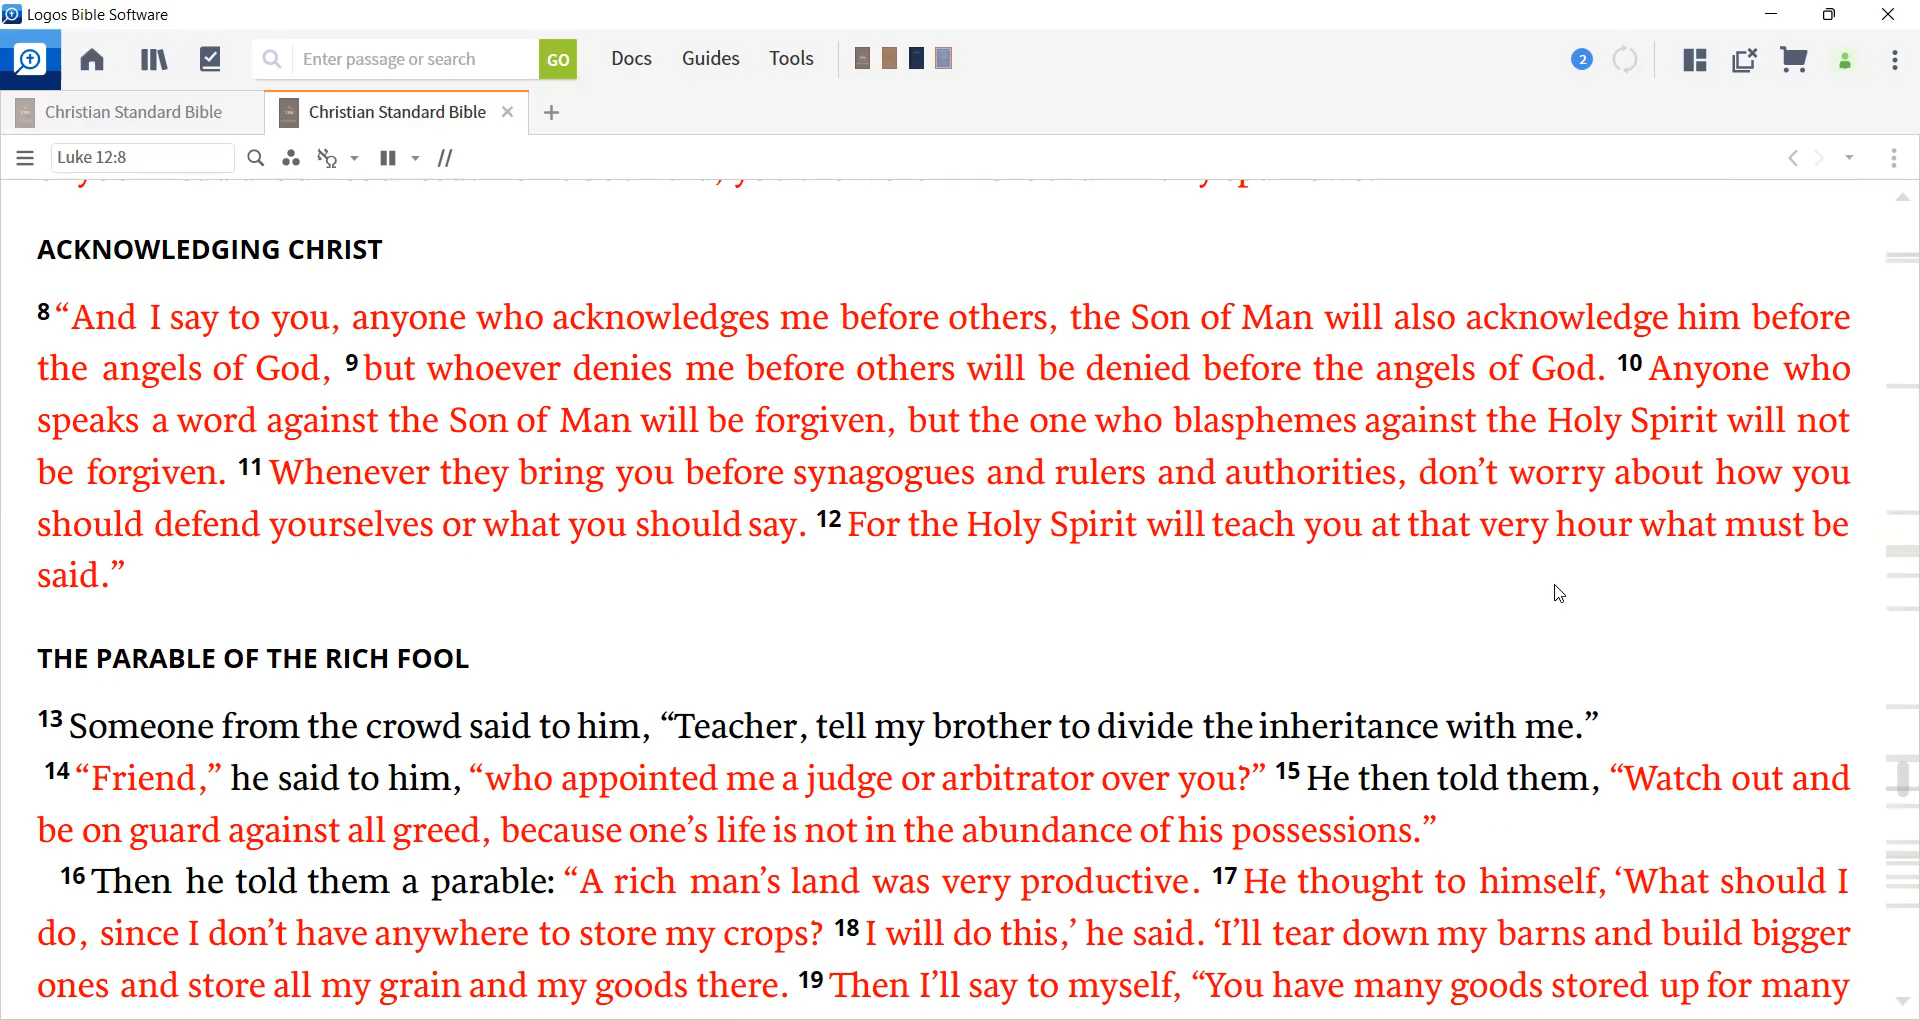 Logos Bible Software
Enter passage or search GO Docs Guides Tools 2
Christian Standard Bible Christian Standard Bible
Luke 12:8
ACKNOWLEDGING CHRIST
8 “And I say to you, anyone who acknowledges me before others, the Son of Man will also acknowledge him before
the angels of God, 9 but whoever denies me before others will be denied before the angels of God. 10 Anyone who
speaks a word against the Son of Man will be forgiven, but the one who blasphemes against the Holy Spirit will not
be forgiven. 11 Whenever they bring you before synagogues and rulers and authorities, don’t worry about how you
should defend yourselves or what you should say. 12 For the Holy Spirit will teach you at that very hour what must be
said.”
THE PARABLE OF THE RICH FOOL
13 Someone from the crowd said to him, “Teacher, tell my brother to divide the inheritance with me.”
14 “Friend,” he said to him, “who appointed me a judge or arbitrator over you?” 15 He then told them, “Watch out and
be on guard against all greed, because one’s life is not in the abundance of his possessions.”
16 Then he told them a parable: “A rich man’s land was very productive. 17 He thought to himself, ‘What should I
do, since I don’t have anywhere to store my crops? 18 I will do this,’ he said. ‘I’ll tear down my barns and build bigger
ones and store all my grain and my goods there. 19 Then I’ll say to myself, “You have many goods stored up for many